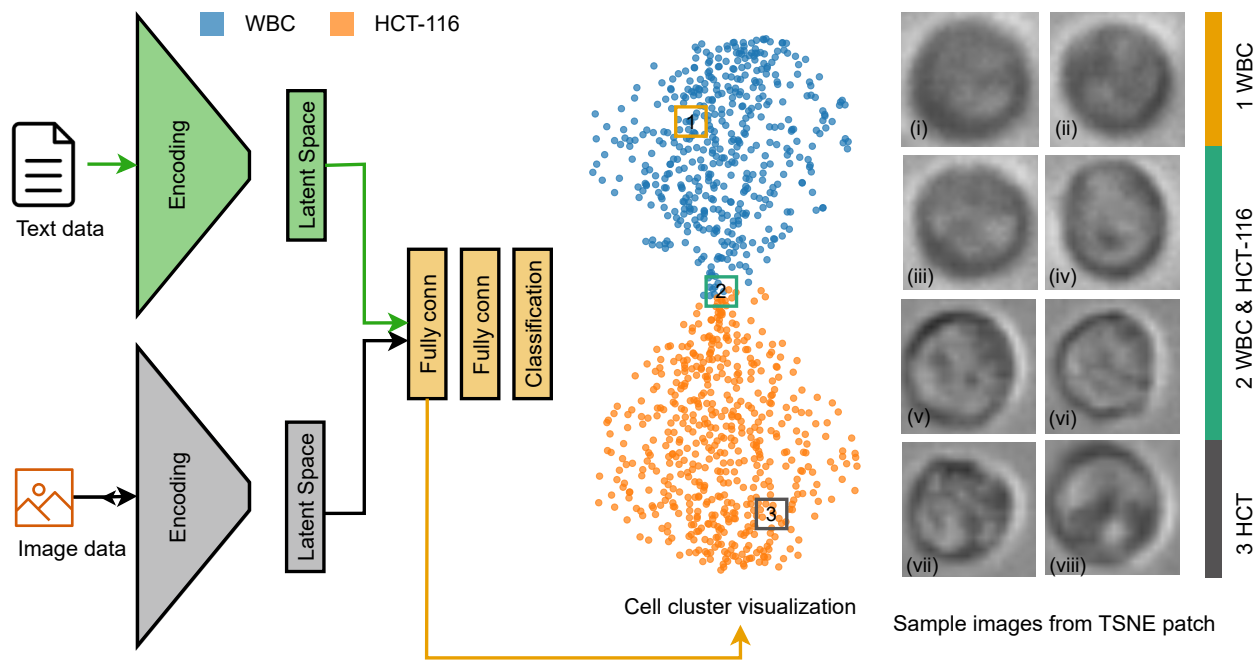 WBC
HCT-116
Text data
Encoding
Latent Space
Image data
Encoding
Latent Space
Fully conn
Fully conn
Classification
1
2
3
Cell cluster visualization
(i)
(ii)
(iii)
(iv)
(v)
(vi)
(vii)
(viii)
1 WBC
2 WBC & HCT-116
3 HCT
Sample images from TSNE patch